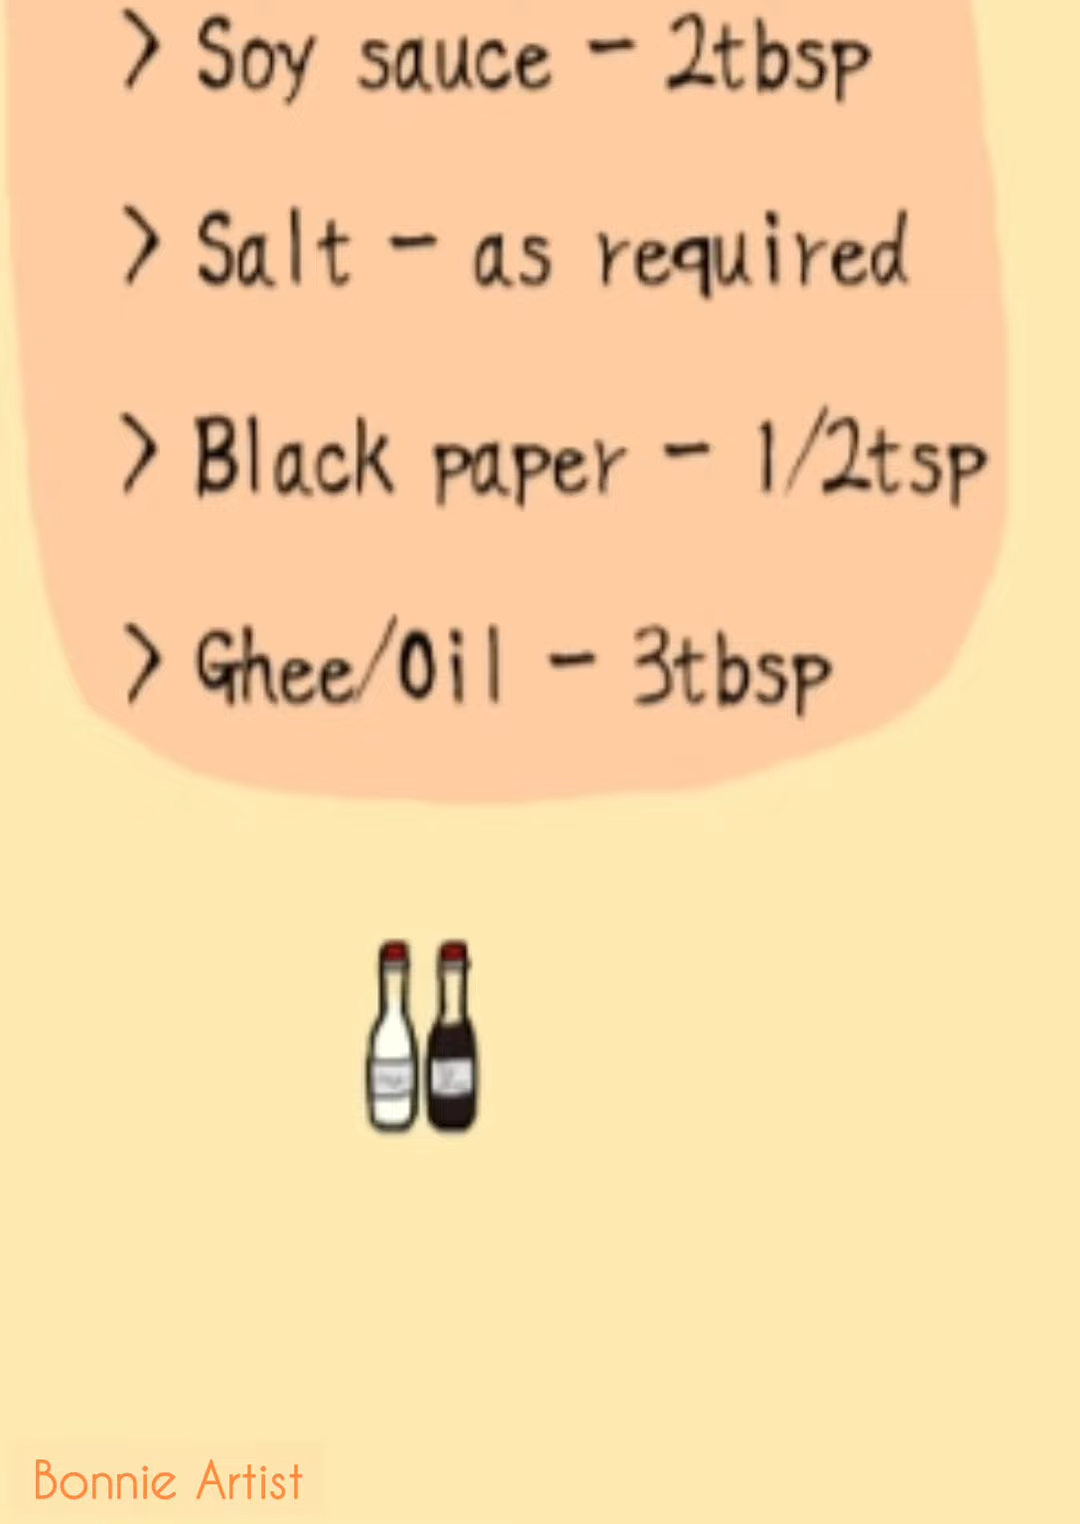 > Soy sauce - 2tbsp
> Salt - as required
> Black paper - 1/2tsp
> Ghee/Oil - 3tbsp
Bonnie Artist